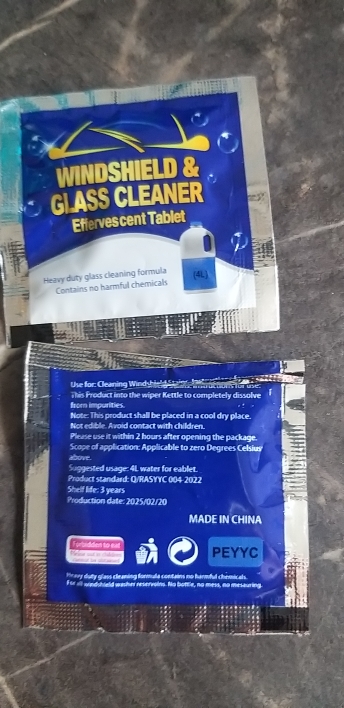 WINDSHIELD &
GLASS CLEANER
Effervescent Tablet
(4L)
Heavy duty glass cleaning formula
Contains no harmful chemicals
Use for: Cleaning Windshield Instructions for use:
This Product into the wiper Kettle to completely dissolve
from impurities.
Note: This product shall be placed in a cool dry place.
Not edible. Avoid contact with children.
Please use it within 2 hours after opening the package.
Scope of application: Applicable to zero Degrees Celsius
above.
Suggested usage: 4L water for eablet.
Product standard: Q/RASYYC 004-2022
Shelf life: 3 years
Production date: 2025/02/20
MADE IN CHINA
Forbidden to eat
PEYYC
Heavy duty glass cleaning formula contains no harmful chemicals.
For all windshield washer reservoirs. No bottle, no mess, no mesuring.